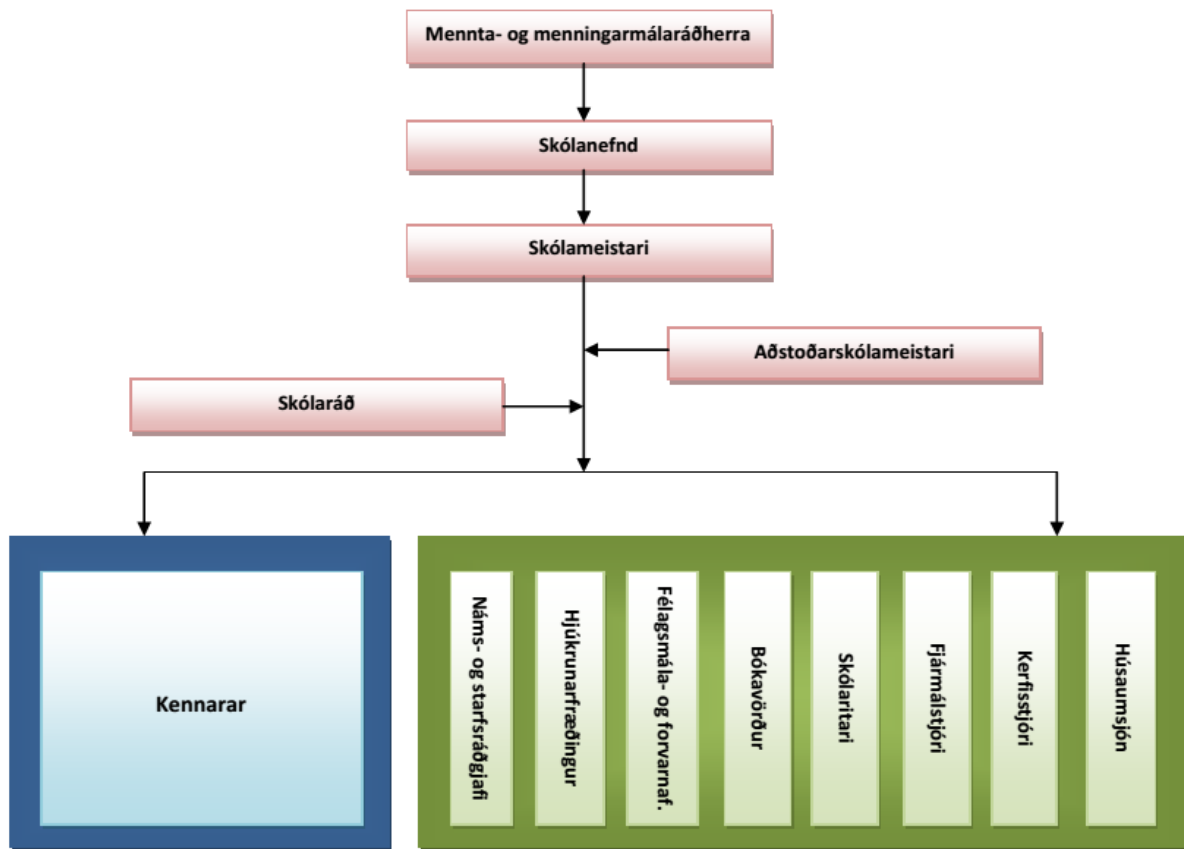 Mennta- og menningarmálaráðherra
Skólanefnd
Skólameistari
Aðstoðarskólameistari
Skólaráð
Kennarar
Náms- og starfsráðgjafi
Hjúkrunarfræðingur
Félagsmála- og forvarnaf.
Bókavörður
Skólaritari
Fjármálstjóri
Kerfisstjóri
Húsaumsjón